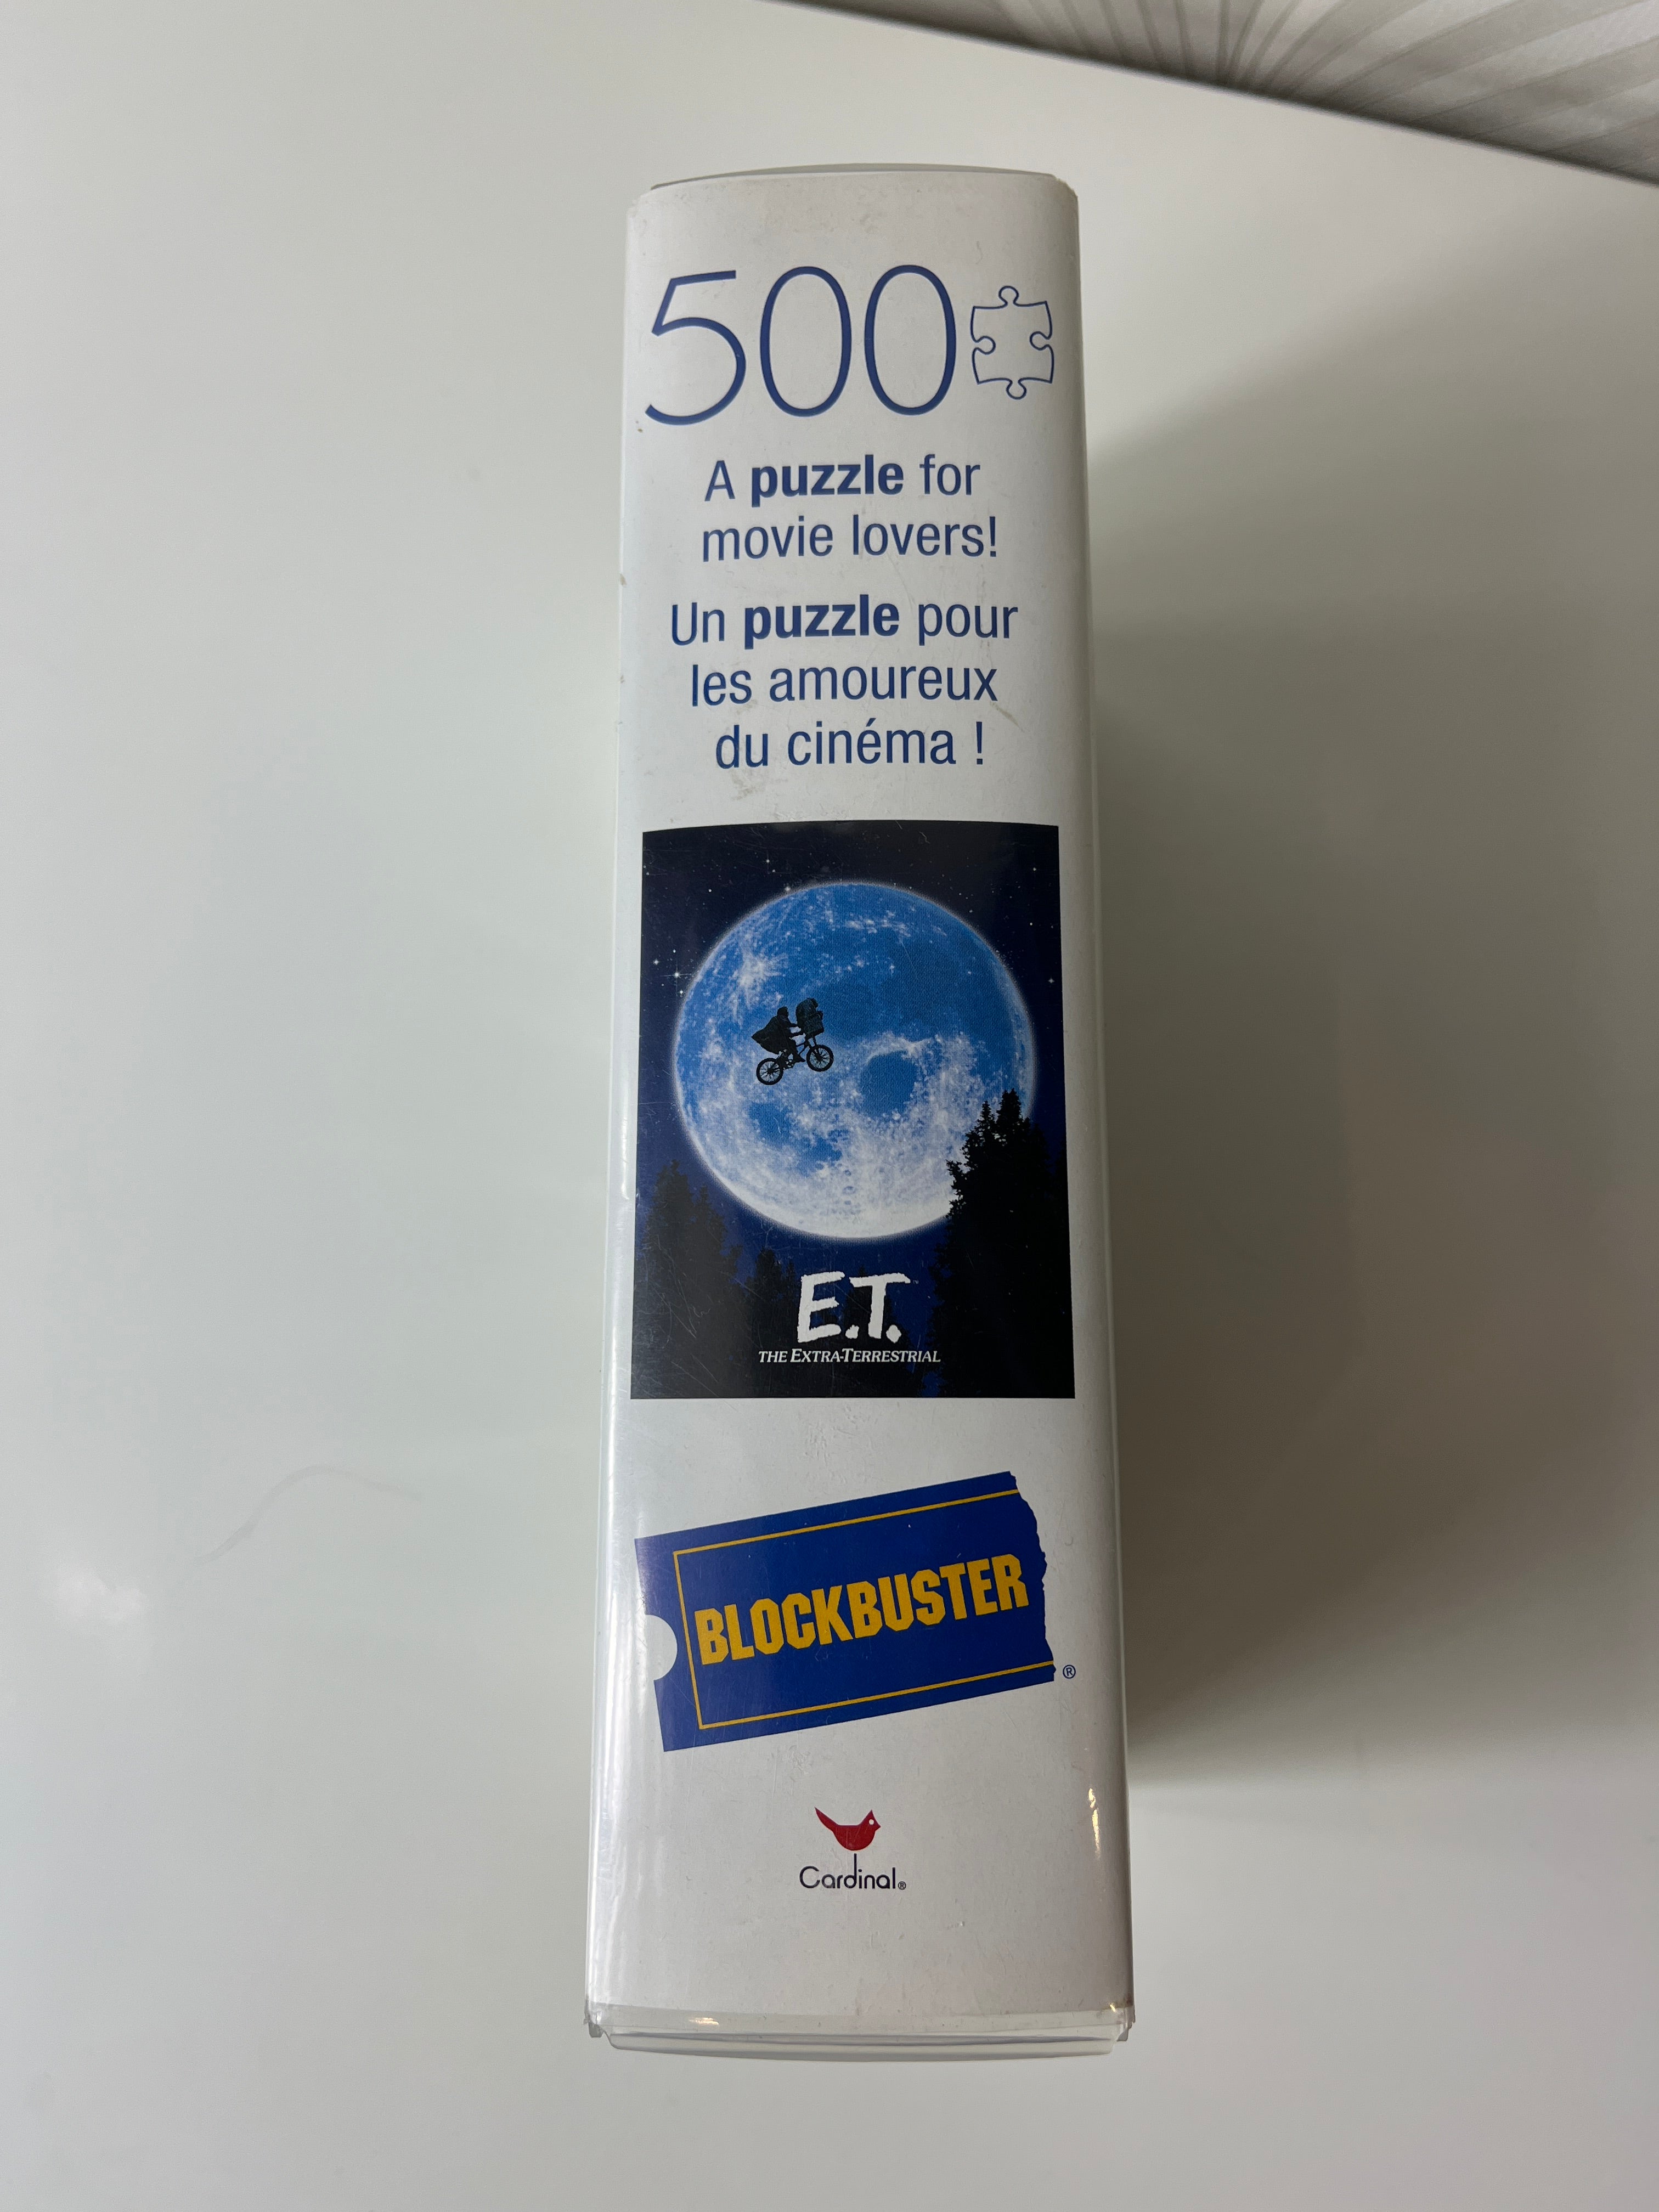 500
A puzzle for
movie lovers!
Un puzzle pour
les amoureux
du cinéma !
E.T.
THE EXTRA-TERRESTRIAL
BLOCKBUSTER
®
Cardinal®